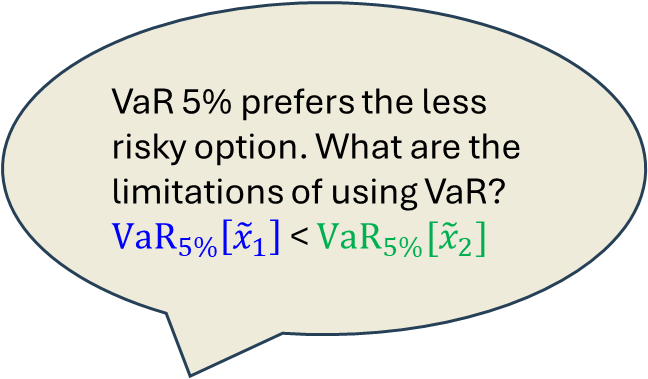 VaR 5% prefers the less
risky option. What are the
limitations of using VaR?
VaR₅%[x̃₁] < VaR₅%[x̃₂]